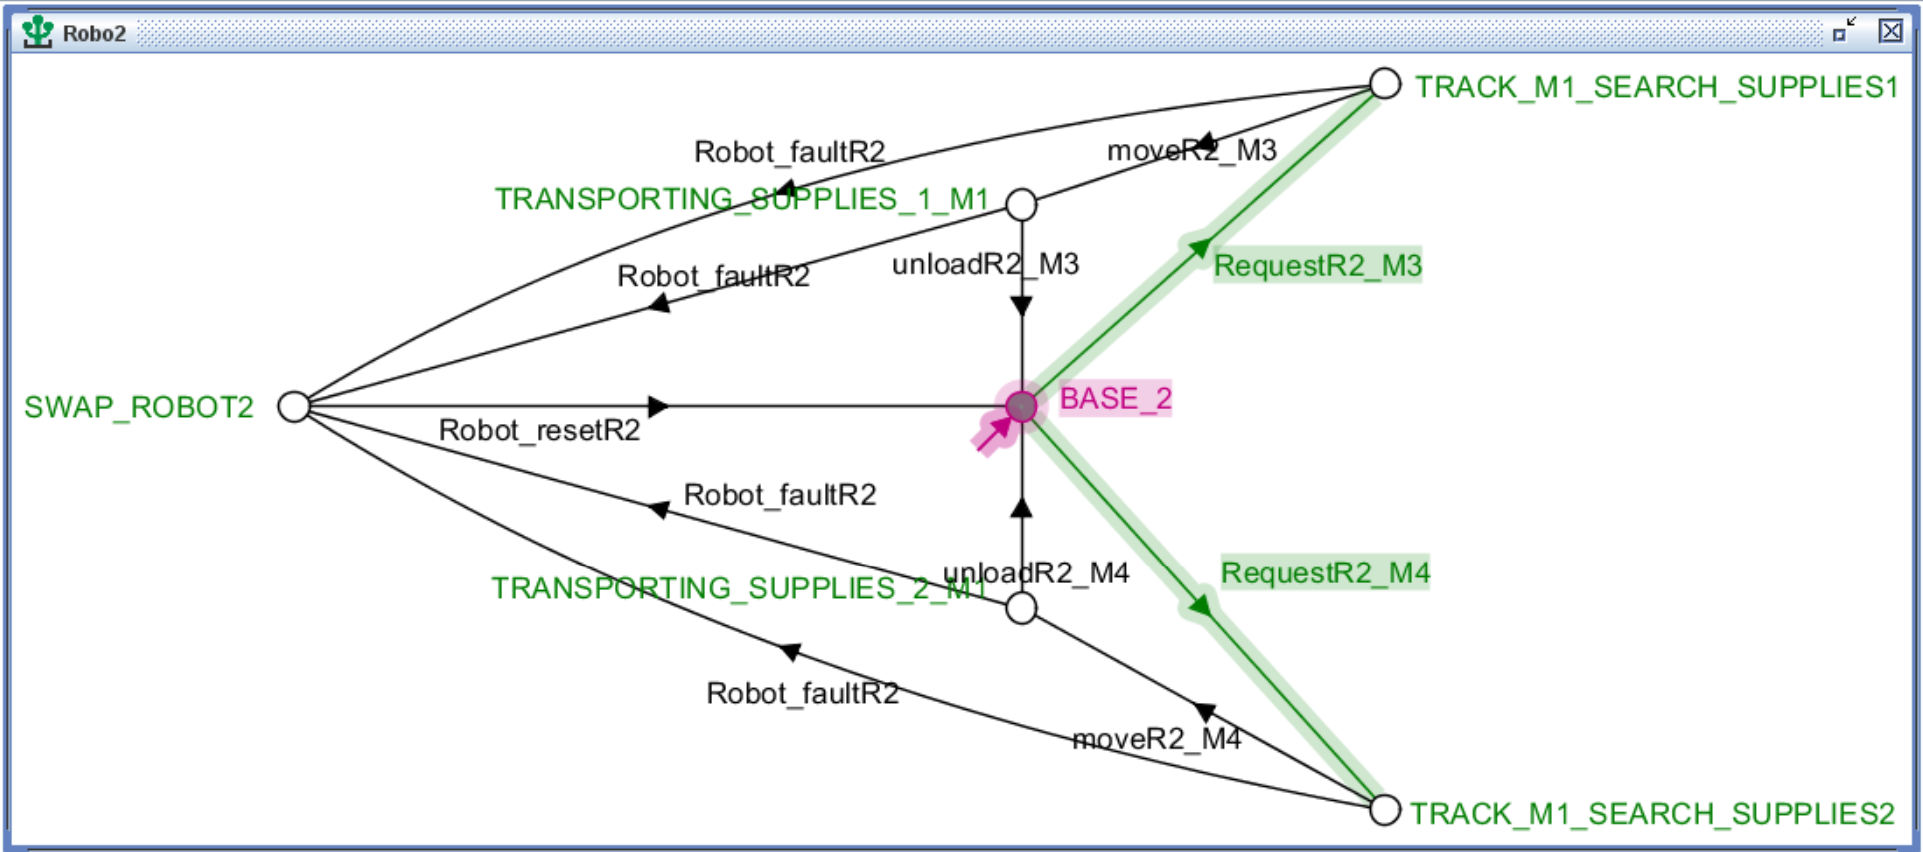 Robo2
TRACK_M1_SEARCH_SUPPLIES1
Robot_faultR2
moveR2_M3
TRANSPORTING_SUPPLIES_1_M1
Robot_faultR2
unloadR2_M3
RequestR2_M3
SWAP_ROBOT2
BASE_2
Robot_resetR2
Robot_faultR2
unloadR2_M4
RequestR2_M4
TRANSPORTING_SUPPLIES_2_M1
Robot_faultR2
moveR2_M4
TRACK_M1_SEARCH_SUPPLIES2